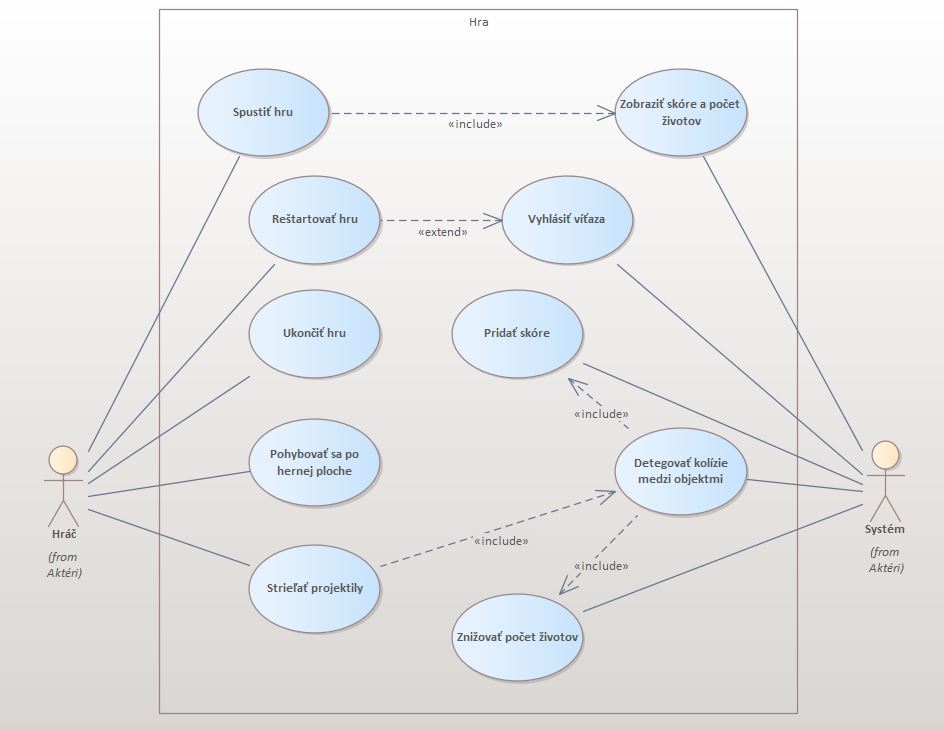 Hra
Spustiť hru
«include»
Zobraziť skóre a počet
životov
Reštartovať hru
«extend»
Vyhlásiť víťaza
Ukončiť hru
Pridať skóre
«include»
Pohybovať sa po
hernej ploche
Detegovať kolízie
medzi objektmi
Hráč
(from
Aktéri)
Systém
(from
Aktéri)
«include»
«include»
Strieľať projektily
Znižovať počet životov